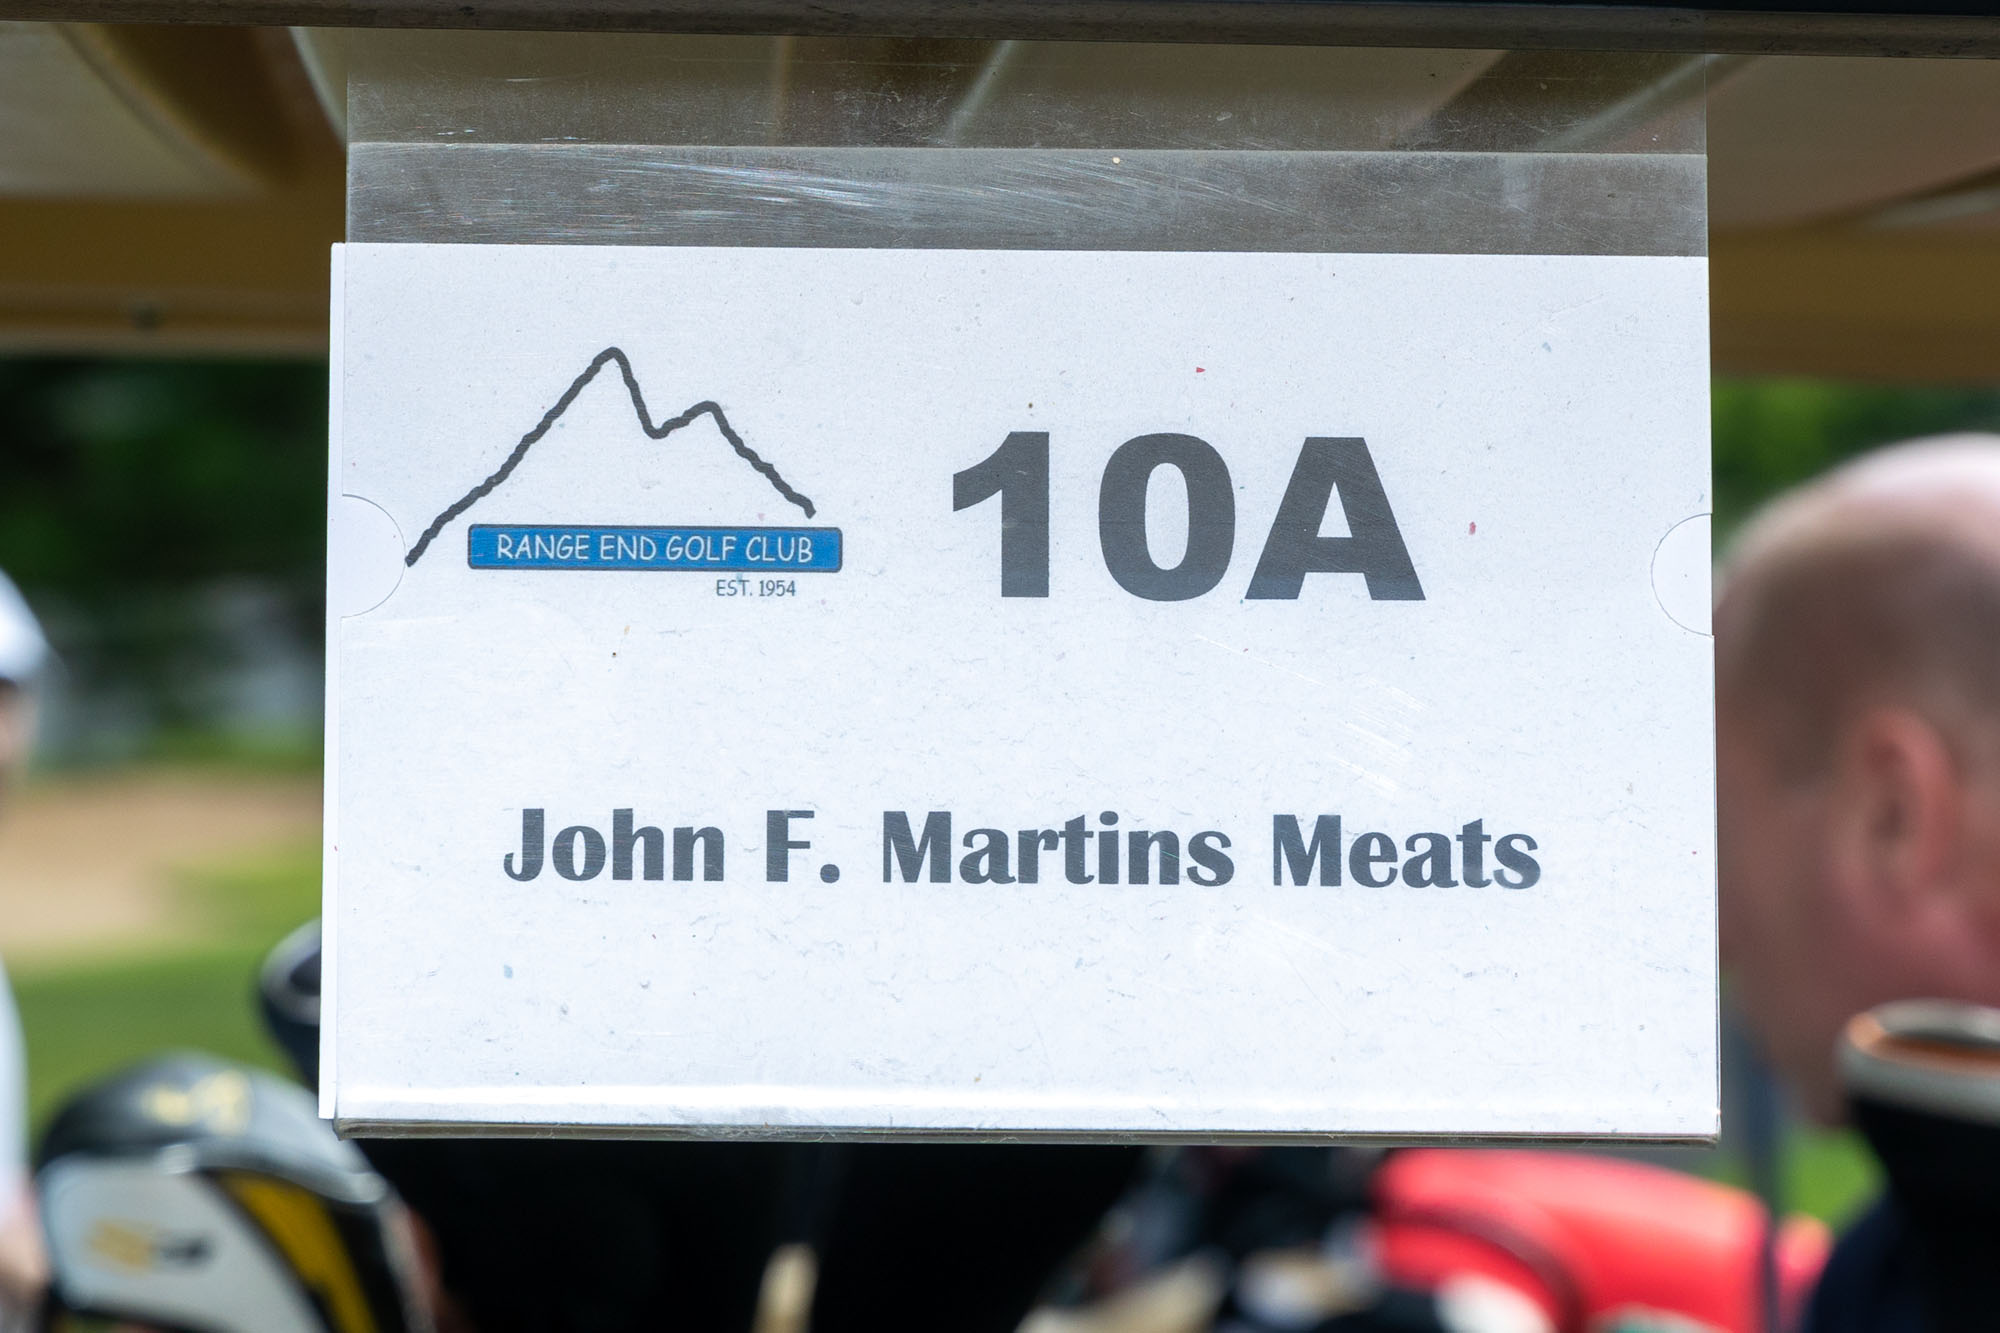 10A
RANGE END GOLF CLUB
EST. 1954
John F. Martins Meats